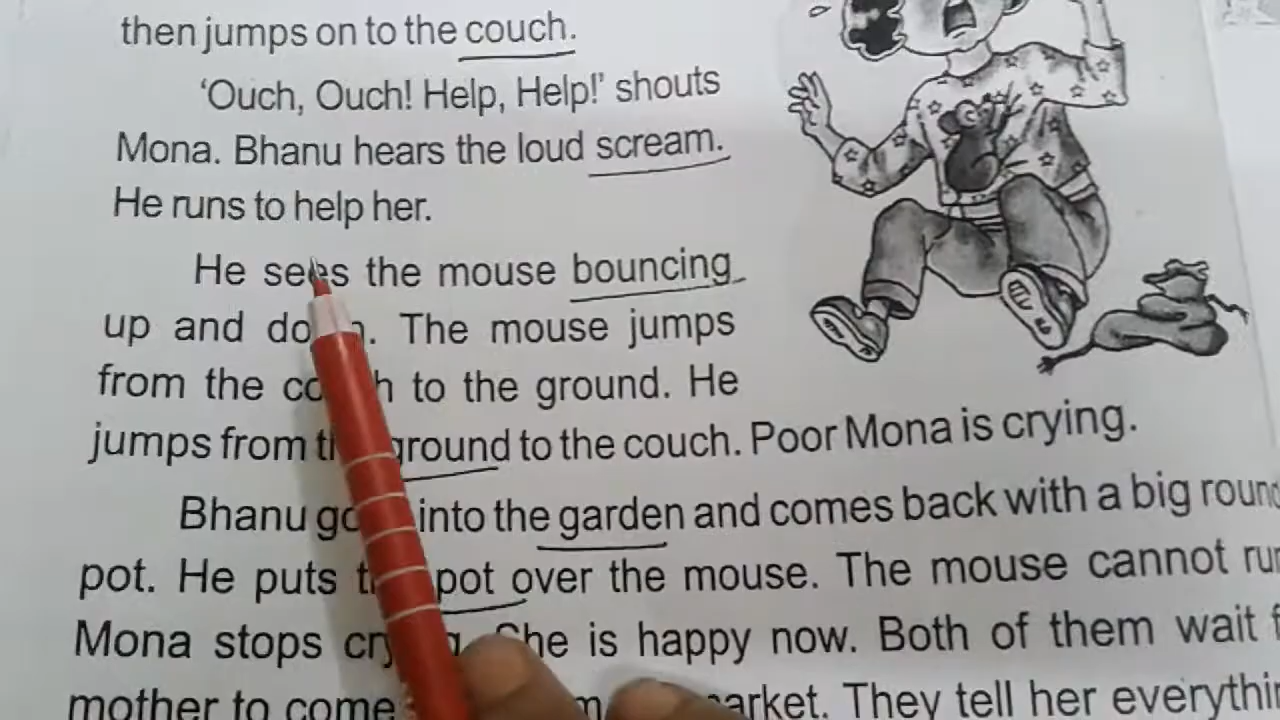 then jumps on to the couch.
'Ouch, Ouch! Help, Help!' shouts
Mona. Bhanu hears the loud scream.
He runs to help her.
He sees the mouse bouncing
up and down. The mouse jumps
from the couch to the ground. He
jumps from the ground to the couch. Poor Mona is crying.
Bhanu goes into the garden and comes back with a big round
pot. He puts the pot over the mouse. The mouse cannot run
Mona stops crying. She is happy now. Both of them wait
mother to come market. They tell her